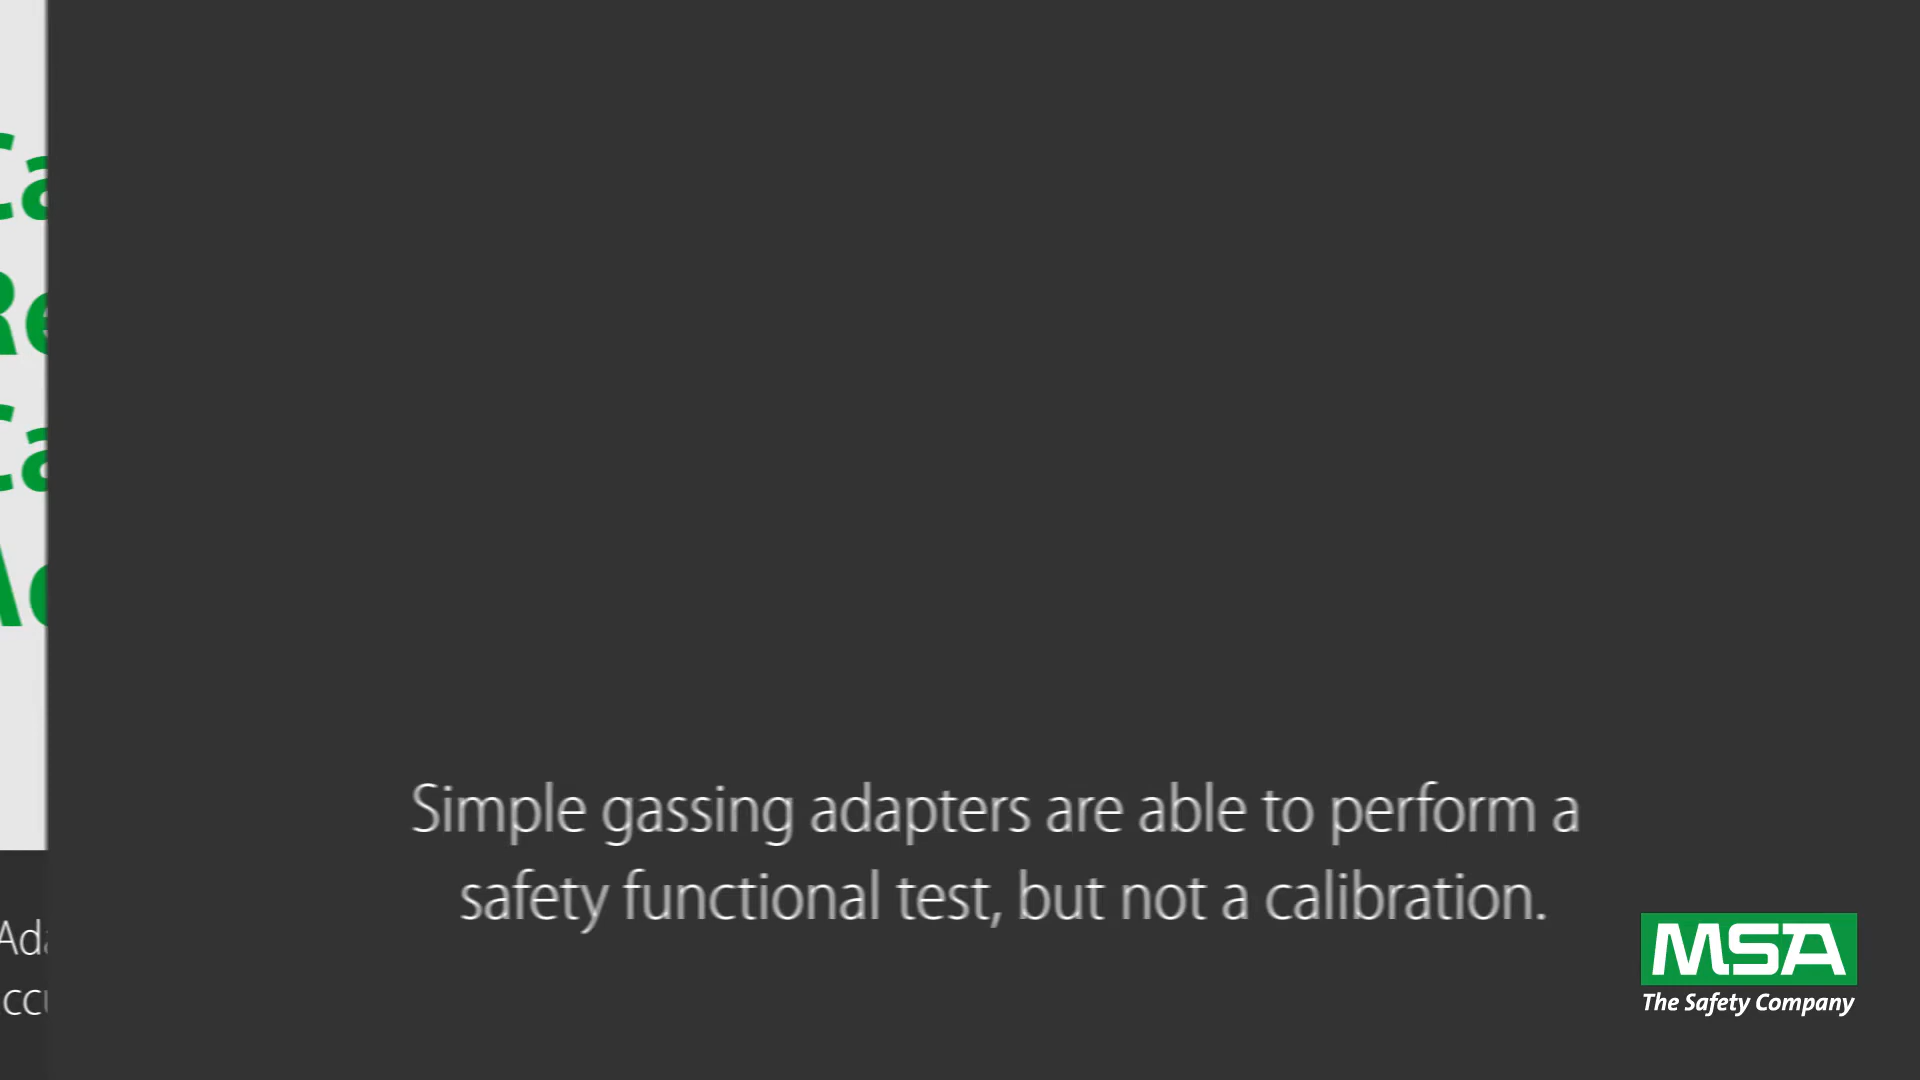 Simple gassing adapters are able to perform a
safety functional test, but not a calibration.
MSA
The Safety Company